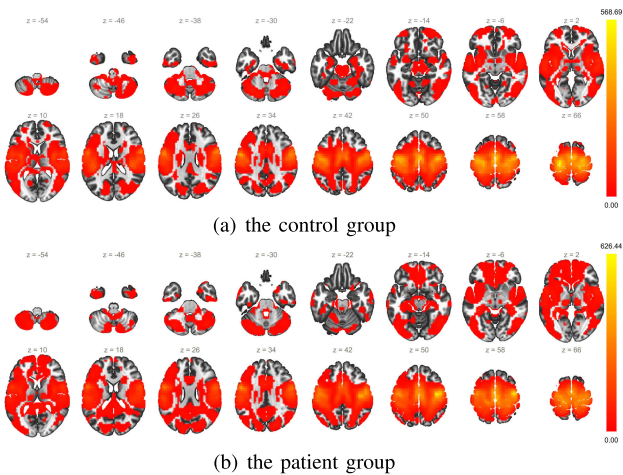 568.69
z = -54 z = -46 z = -38 z = -30 z = -22 z = -14 z = -6 z = 2
z = 10 z = 18 z = 26 z = 34 z = 42 z = 50 z = 58 z = 66
0.00
(a) the control group
626.44
z = -54 z = -46 z = -38 z = -30 z = -22 z = -14 z = -6 z = 2
z = 10 z = 18 z = 26 z = 34 z = 42 z = 50 z = 58 z = 66
0.00
(b) the patient group